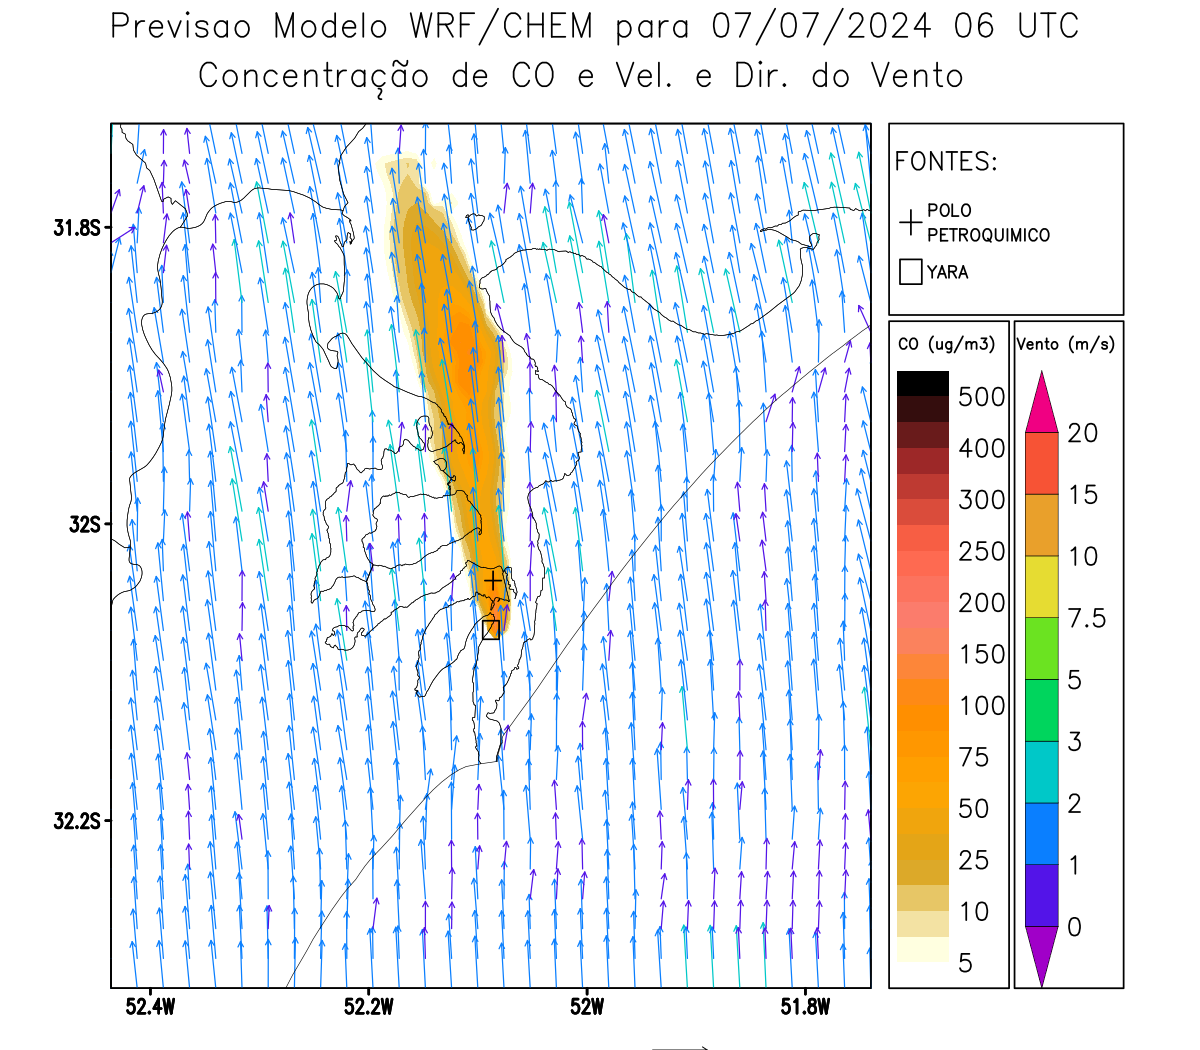 Previsao Modelo WRF/CHEM para 07/07/2024 06 UTC
Concentração de CO e Vel. e Dir. do Vento
FONTES:
POLO
PETROQUIMICO
YARA
CO (ug/m3)
500
400
300
250
200
150
100
75
50
25
10
5
Vento (m/s)
20
15
10
7.5
5
3
2
1
0
31.8S
32S
32.2S
52.4W
52.2W
52W
51.8W